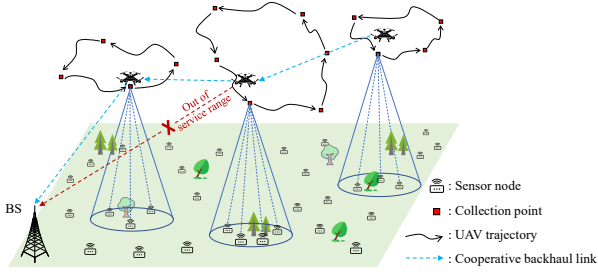 Out of
service range
BS
: Sensor node
: Collection point
: UAV trajectory
: Cooperative backhaul link